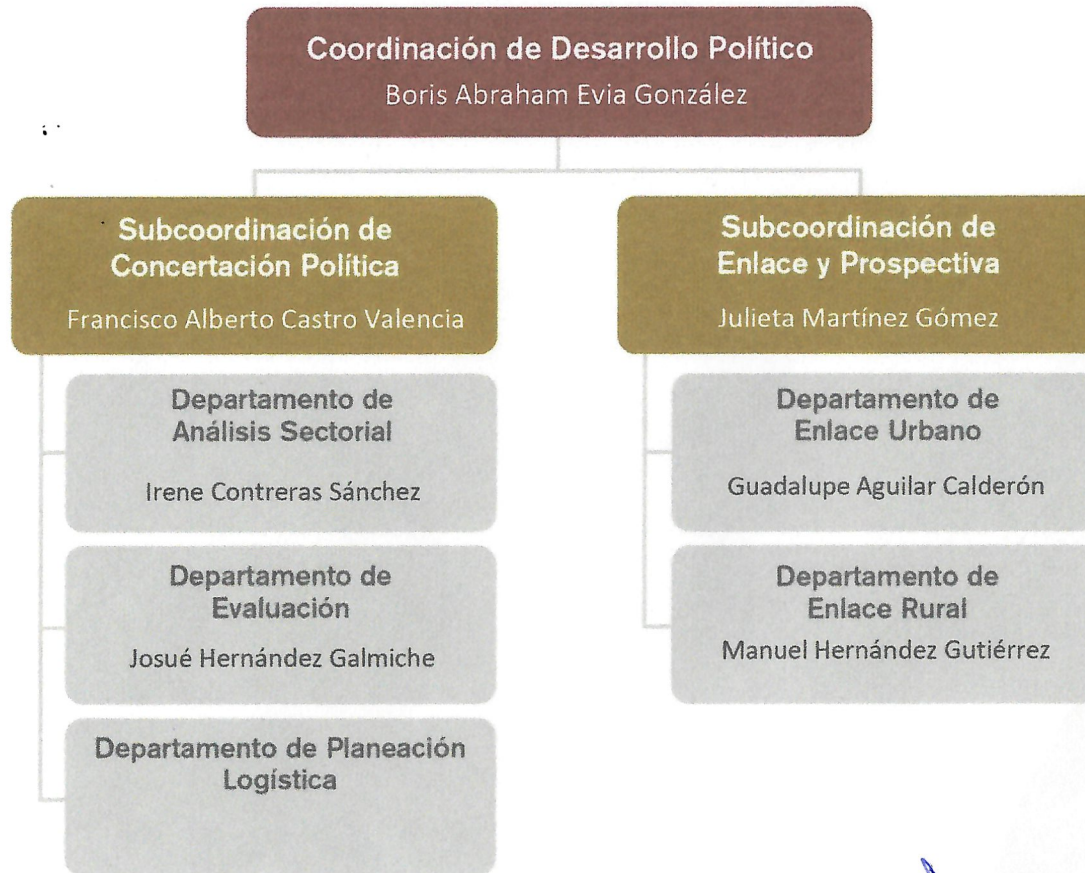 Coordinación de Desarrollo Político
Boris Abraham Evia González
Subcoordinación de
Concertación Política
Francisco Alberto Castro Valencia
Departamento de
Análisis Sectorial
Irene Contreras Sánchez
Departamento de
Evaluación
Josué Hernández Galmiche
Departamento de Planeación
Logística
Subcoordinación de
Enlace y Prospectiva
Julieta Martínez Gómez
Departamento de
Enlace Urbano
Guadalupe Aguilar Calderón
Departamento de
Enlace Rural
Manuel Hernández Gutiérrez